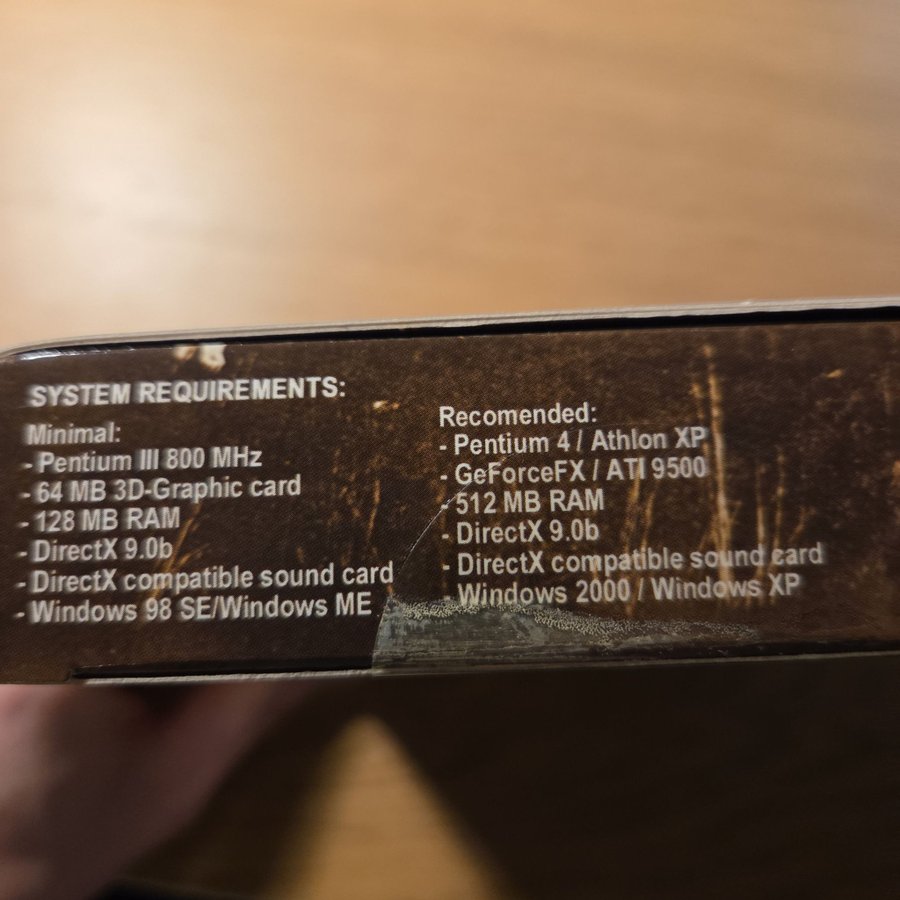 SYSTEM REQUIREMENTS:
Minimal:
- Pentium III 800 MHz
- 64 MB 3D-Graphic card
- 128 MB RAM
- DirectX 9.0b
- DirectX compatible sound card
- Windows 98 SE/Windows ME
Recomended:
- Pentium 4 / Athlon XP
- GeForceFX / ATI 9500
- 512 MB RAM
- DirectX 9.0b
- DirectX compatible sound card
- Windows 2000 / Windows XP